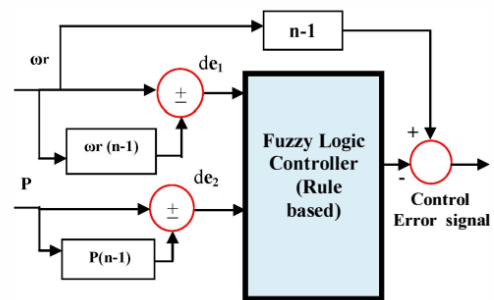 n-1
ωr
de₁
±
+
ωr (n-1)
Fuzzy Logic
Controller
(Rule
based)
-
P
de₂
±
Control
Error signal
P(n-1)